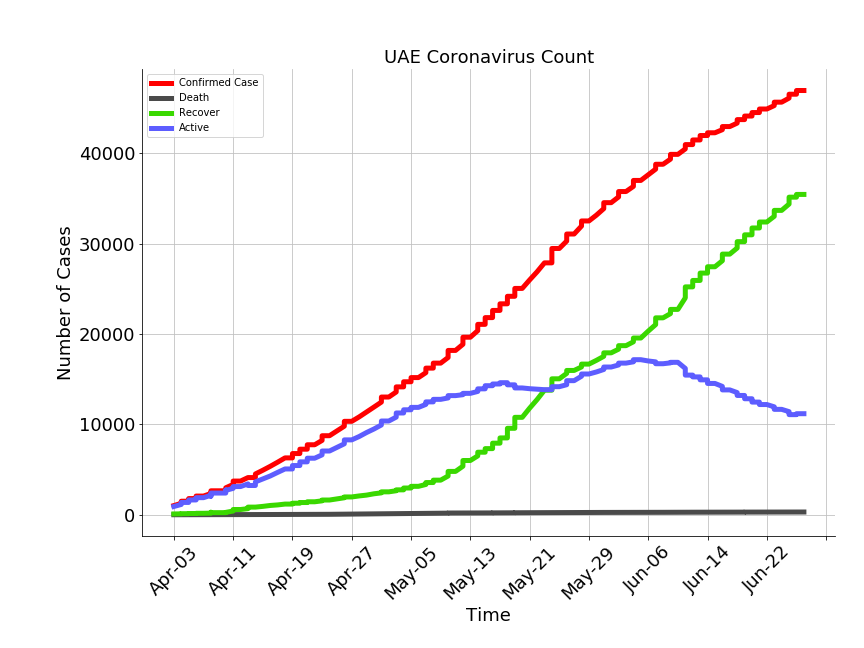 UAE Coronavirus Count
Confirmed Case
Death
Recover
Active
40000
30000
20000
10000
0
Number of Cases
Apr-03
Apr-11
Apr-19
Apr-27
May-05
May-13
May-21
May-29
Jun-06
Jun-14
Jun-22
Time